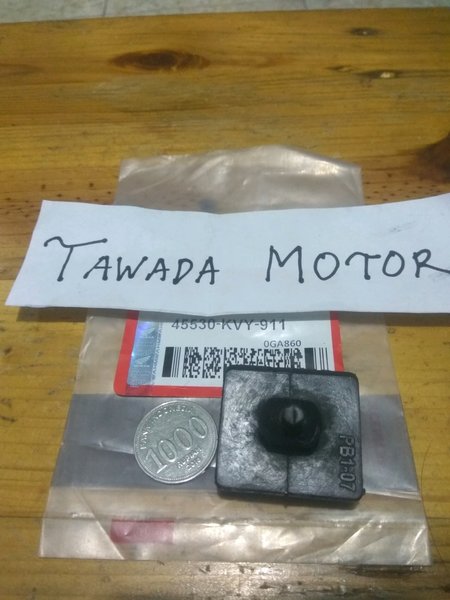 TAWADA MOTOR
45530-KVY-911
0GA860
1000
PB1-07